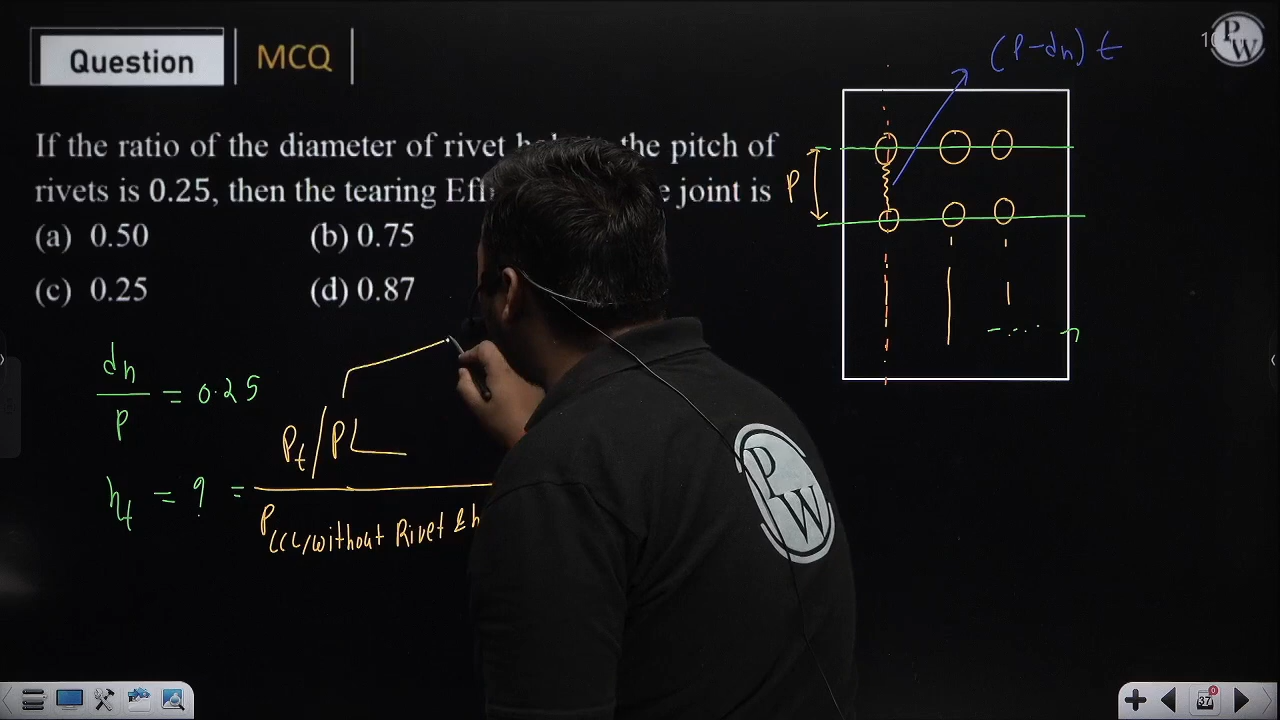 Question MCQ
If the ratio of the diameter of rivet the pitch of
rivets is 0.25, then the tearing joint is
(a) 0.50 (b) 0.75
(c) 0.25 (d) 0.87
dh/P = 0.25
ηt = ? =
Pt/PL
without Rivet &
(P-dh) t
P
PW
PW